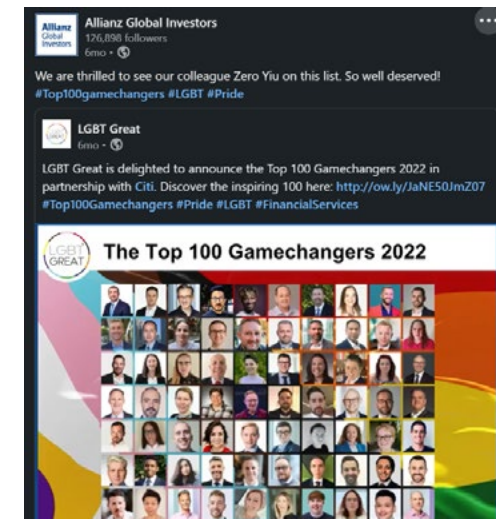 Allianz
Global
Investors
Allianz Global Investors
126,898 followers
6mo •
We are thrilled to see our colleague Zero Yiu on this list. So well deserved!
#Top100gamechangers #LGBT #Pride
LGBT Great
6mo •
LGBT Great is delighted to announce the Top 100 Gamechangers 2022 in
partnership with Citi. Discover the inspiring 100 here: http://ow.ly/JaNE50JmZ07
#Top100Gamechangers #Pride #LGBT #FinancialServices
LGBT
GREAT
The Top 100 Gamechangers 2022